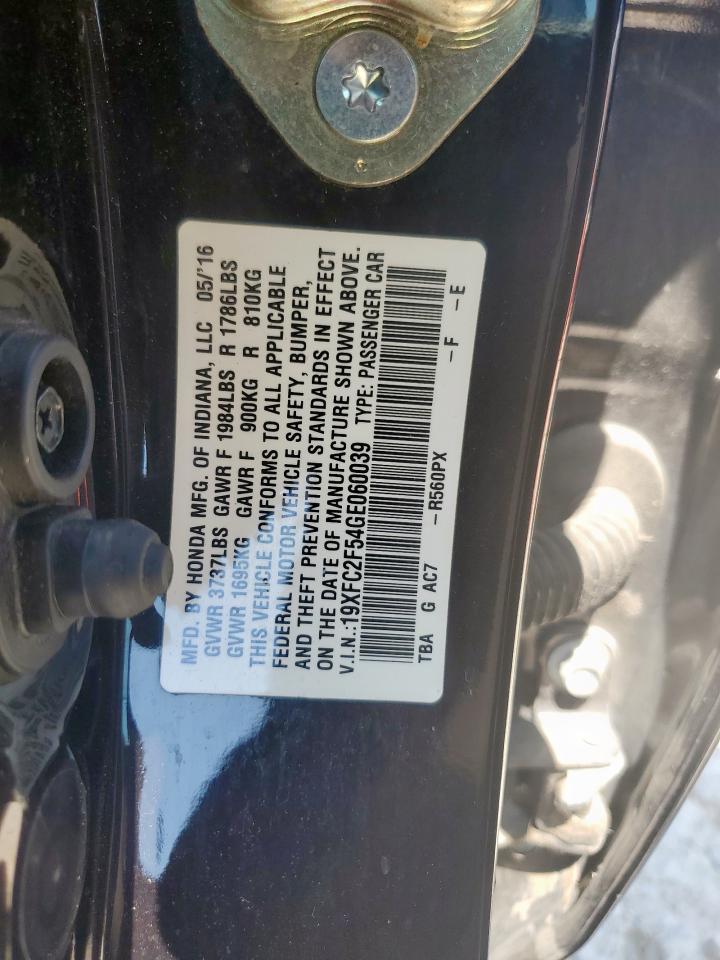 MFD. BY HONDA MFG. OF INDIANA, LLC 05/'16
GVWR 3737LBS GAWR F 1984LBS R 1786LBS
GVWR 1695KG GAWR F 900KG R 810KG
THIS VEHICLE CONFORMS TO ALL APPLICABLE
FEDERAL MOTOR VEHICLE SAFETY, BUMPER,
AND THEFT PREVENTION STANDARDS IN EFFECT
ON THE DATE OF MANUFACTURE SHOWN ABOVE.
V.I.N.:19XFC2F54GE060039 TYPE: PASSENGER CAR
TBA G AC7 -R560PX -F -E